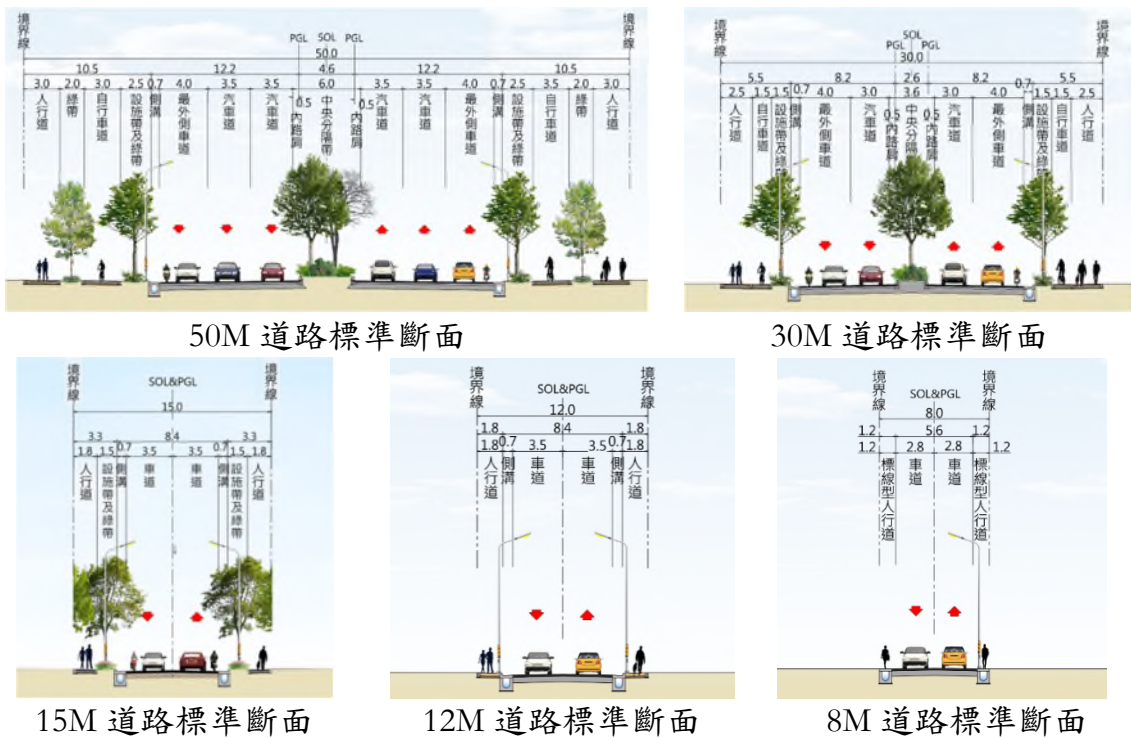 境界線
PGL SOL PGL
境界線
50.0
10.5 12.2 4.6 12.2 10.5
3.0 2.0 3.0 2.5 0.7 4.0 3.5 3.5 6.0 3.5 3.5 4.0 0.7 2.5 3.5 2.0 3.0
人行道 綠帶 自行車道 設施帶及綠帶 側溝 最外側車道 汽車道 汽車道 0.5內路肩 中央分隔帶 0.5內路肩 汽車道 汽車道 最外側車道 側溝 設施帶及綠帶 自行車道 綠帶 人行道
50M 道路標準斷面
境界線
SOL
PGL PGL
境界線
30.0
5.5 8.2 2.6 8.2 0.7 5.5
2.5 1.5 1.5 0.7 4.0 3.0 3.6 3.0 4.0 1.5 1.5 2.5
人行道 自行車道 設施帶及綠帶 側溝 最外側車道 汽車道 0.5內路肩 中央分隔 0.5內路肩 汽車道 最外側車道 側溝 設施帶及綠帶 自行車道 人行道
30M 道路標準斷面
境界線
SOL&PGL
境界線
15.0
3.3 8.4 3.3
1.8 1.5 0.7 3.5 3.5 0.7 1.5 1.8
人行道 設施帶及綠帶 側溝 車道 車道 側溝 設施帶及綠帶 人行道
15M 道路標準斷面
境界線
SOL&PGL
境界線
12.0
1.8 8.4 1.8
1.8 0.7 3.5 3.5 0.7 1.8
人行道 側溝 車道 車道 側溝 人行道
12M 道路標準斷面
境界線
SOL&PGL
境界線
8.0
1.2 5.6 1.2
1.2 2.8 2.8 1.2
標線型人行道 車道 車道 標線型人行道
8M 道路標準斷面